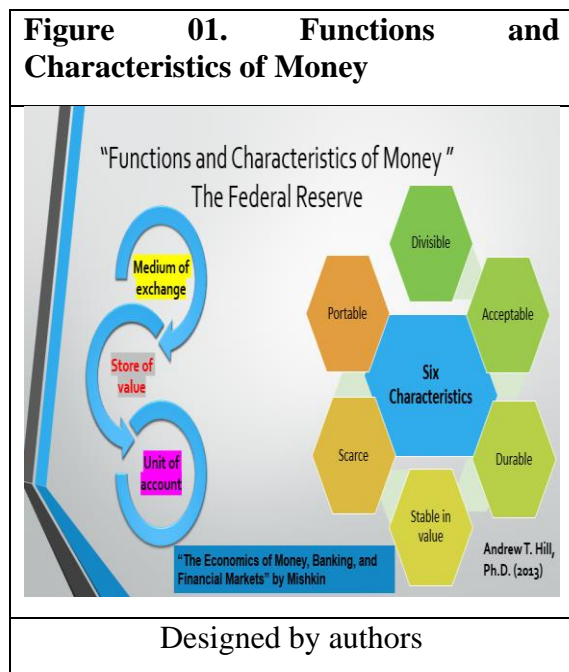 Figure 01. Functions and
Characteristics of Money
"Functions and Characteristics of Money"
The Federal Reserve
Medium of
exchange
Store of
value
Unit of
account
Divisible
Portable
Acceptable
Six
Characteristics
Scarce
Durable
Stable in
value
"The Economics of Money, Banking, and
Financial Markets" by Mishkin
Andrew T. Hill,
Ph.D. (2013)
Designed by authors